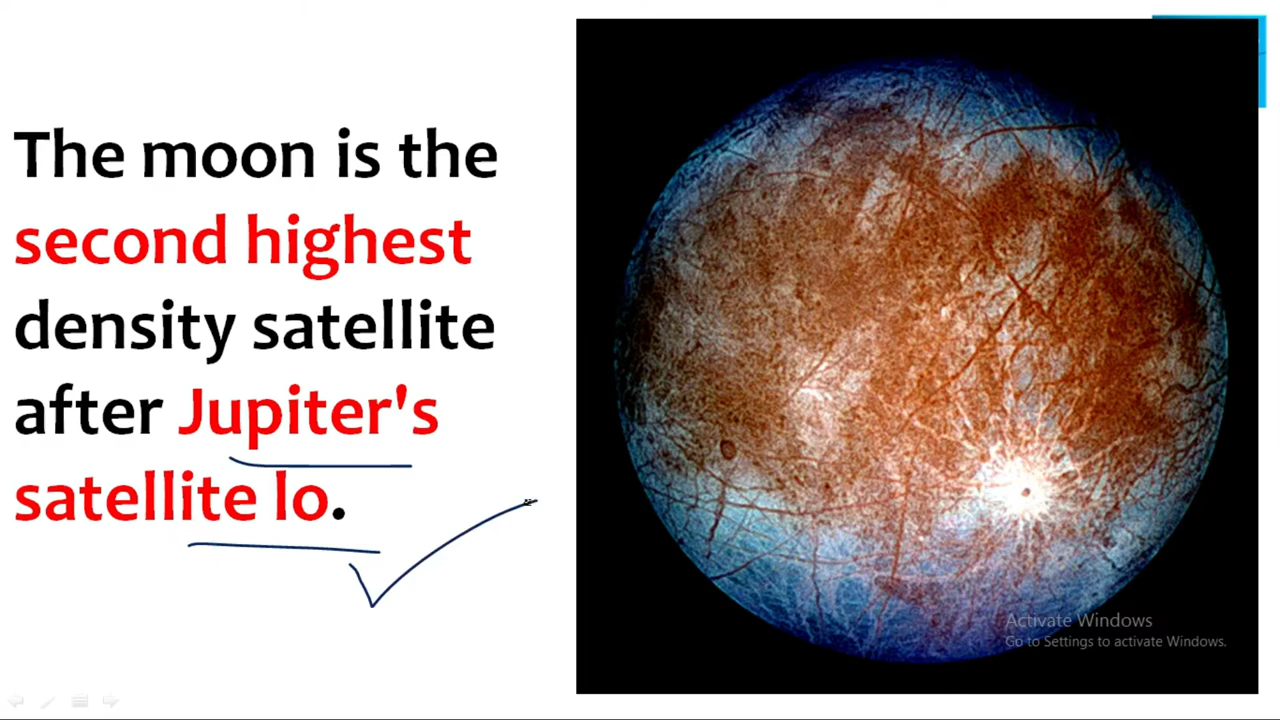 The moon is the
second highest
density satellite
after Jupiter's
satellite lo.
Activate Windows
Go to Settings to activate Windows.